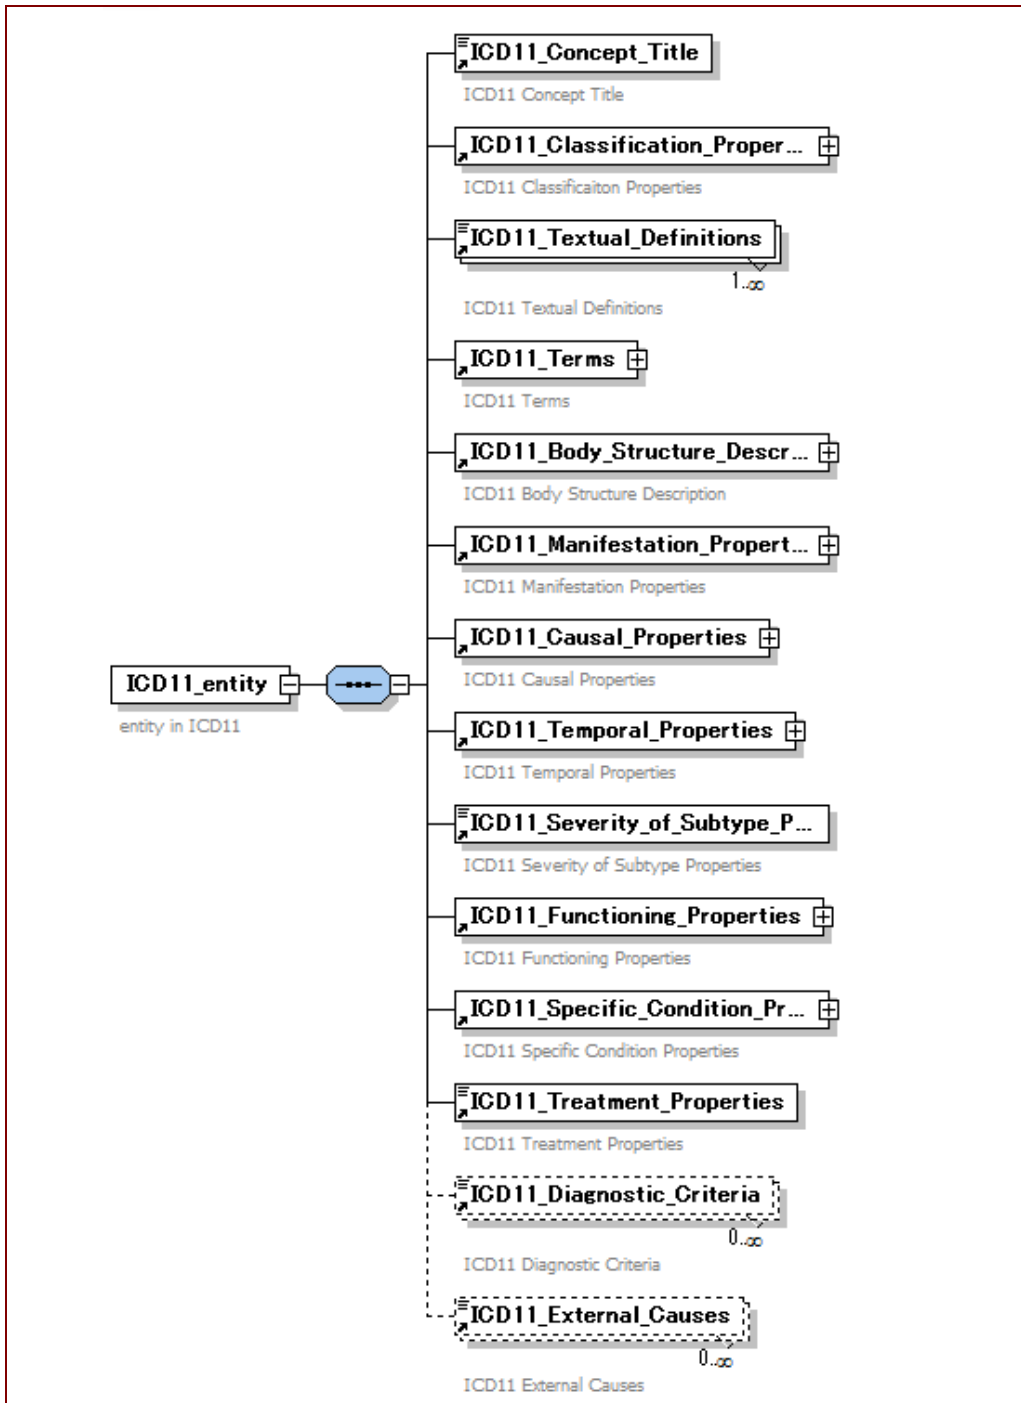 ICD11_Concept_Title
ICD11 Concept Title
ICD11_Classification_Proper...
ICD11 Classificaiton Properties
ICD11_Textual_Definitions
1..∞
ICD11 Textual Definitions
ICD11_Terms
ICD11 Terms
ICD11_Body_Structure_Descr...
ICD11 Body Structure Description
ICD11_Manifestation_Propert...
ICD11 Manifestation Properties
ICD11_Causal_Properties
ICD11 Causal Properties
ICD11_entity
entity in ICD11
ICD11_Temporal_Properties
ICD11 Temporal Properties
ICD11_Severity_of_Subtype_P...
ICD11 Severity of Subtype Properties
ICD11_Functioning_Properties
ICD11 Functioning Properties
ICD11_Specific_Condition_Pr...
ICD11 Specific Condition Properties
ICD11_Treatment_Properties
ICD11 Treatment Properties
ICD11_Diagnostic_Criteria
0..∞
ICD11 Diagnostic Criteria
ICD11_External_Causes
0..∞
ICD11 External Causes